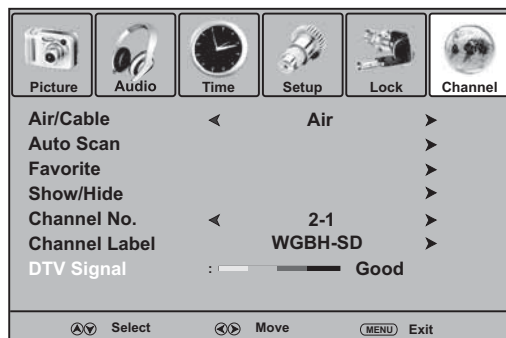 Picture Audio Time Setup Lock Channel
Air/Cable Air
Auto Scan
Favorite
Show/Hide
Channel No. 2-1
Channel Label WGBH-SD
DTV Signal : Good
Select Move MENU Exit